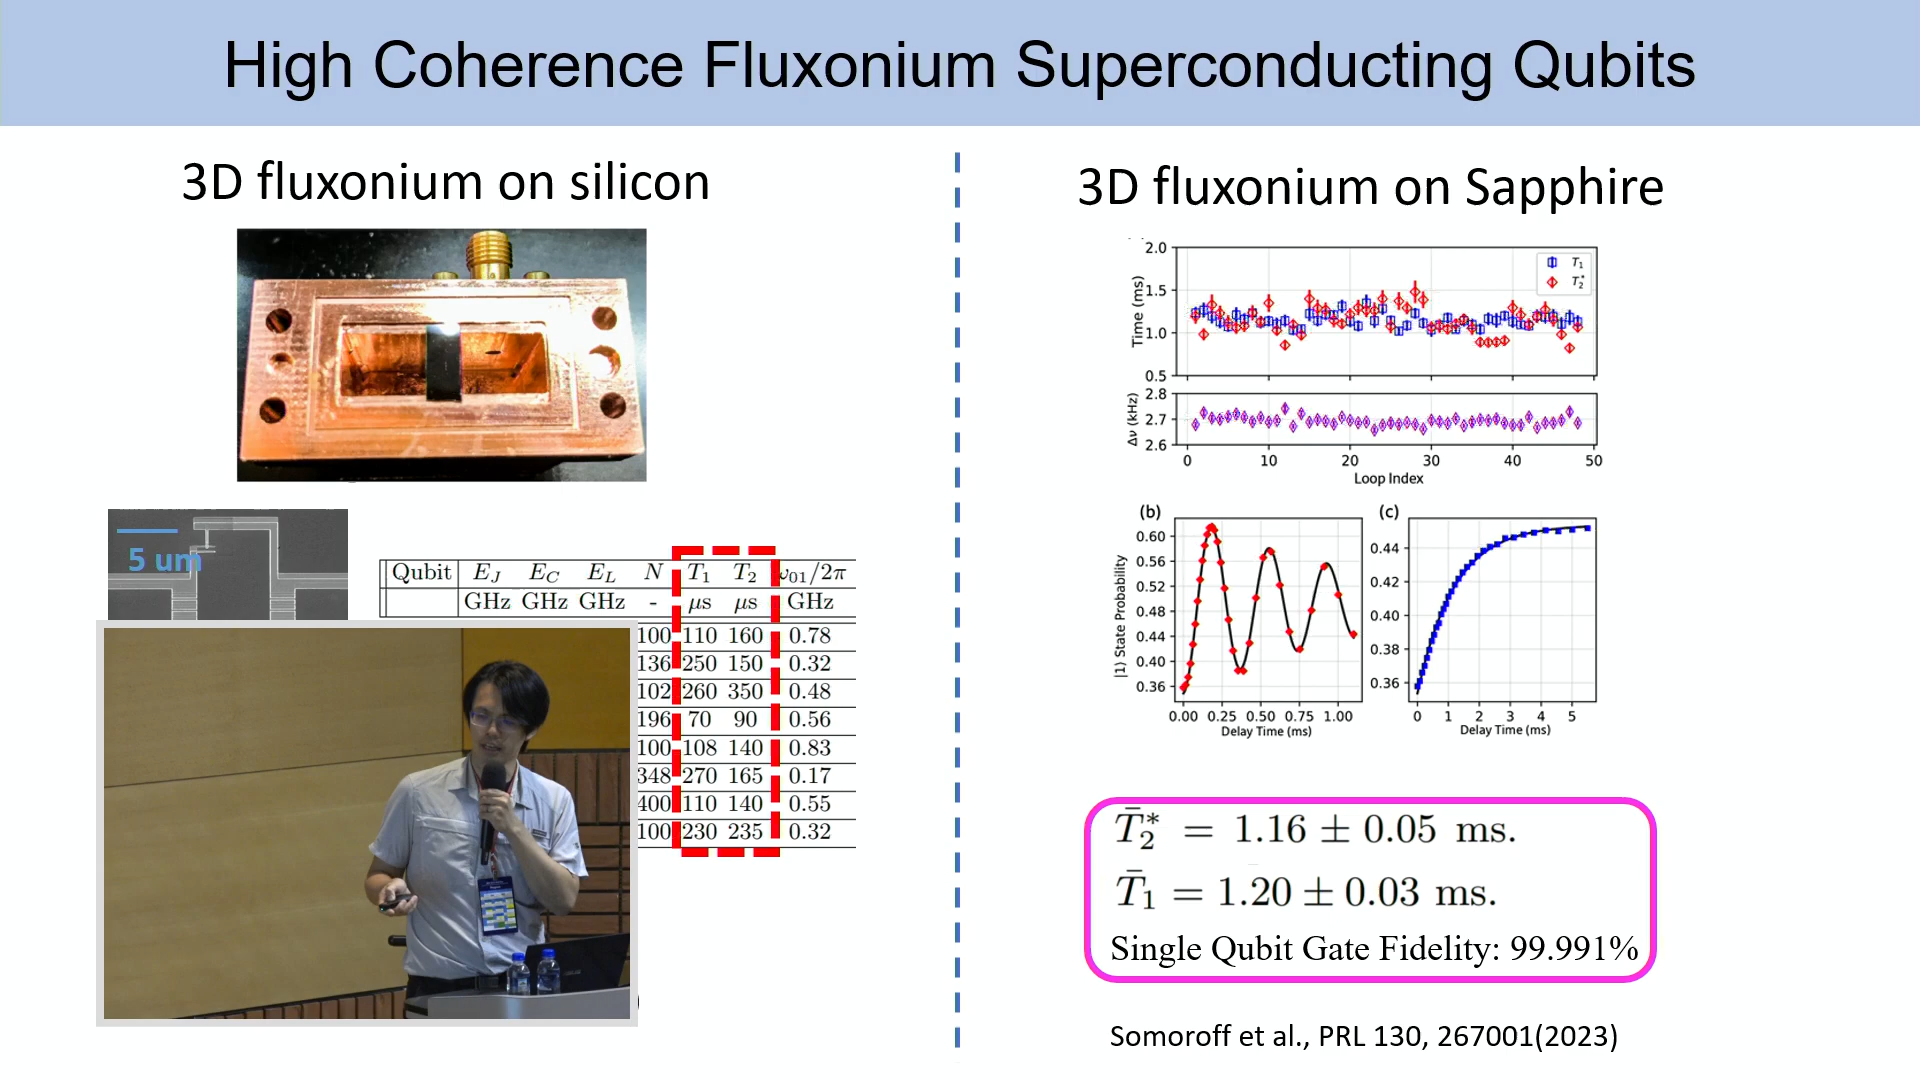 High Coherence Fluxonium Superconducting Qubits
3D fluxonium on silicon
5 um
Qubit E_J E_C E_L N T_1 T_2 υ_01/2π
GHz GHz GHz - μs μs GHz
100 110 160 0.78
136 250 150 0.32
102 260 350 0.48
196 70 90 0.56
100 108 140 0.83
348 270 165 0.17
400 110 140 0.55
100 230 235 0.32
3D fluxonium on Sapphire
Time (ms)
2.0
1.5
1.0
0.5
T_1
T_2^*
Δν (kHz)
2.8
2.7
2.6
0 10 20 30 40 50
Loop Index
(b)
|1⟩ State Probability
0.60
0.56
0.52
0.48
0.44
0.40
0.36
0.00 0.25 0.50 0.75 1.00
Delay Time (ms)
(c)
0.44
0.42
0.40
0.38
0.36
0 1 2 3 4 5
Delay Time (ms)
T̄_2^* = 1.16 ± 0.05 ms.
T̄_1 = 1.20 ± 0.03 ms.
Single Qubit Gate Fidelity: 99.991%
Somoroff et al., PRL 130, 267001(2023)